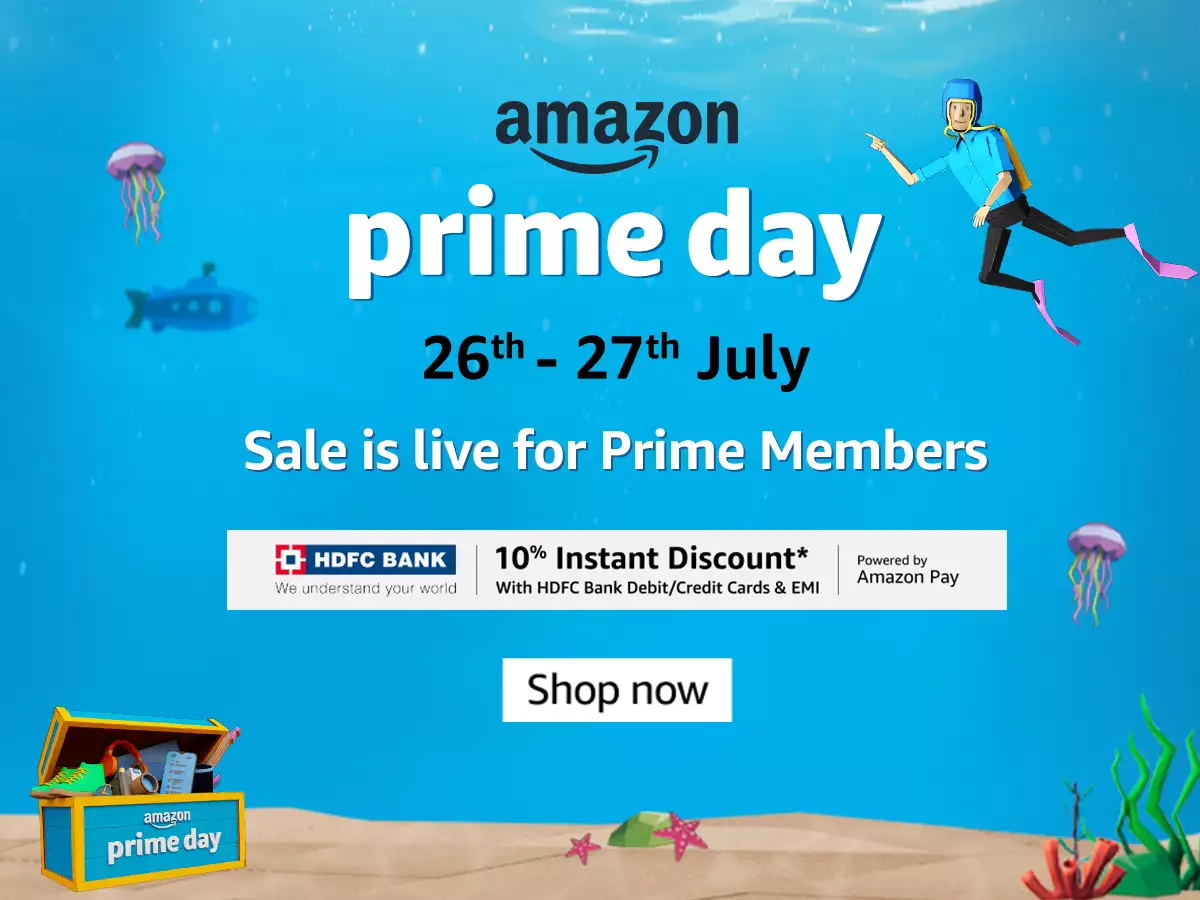 amazon
prime day
26th - 27th July
Sale is live for Prime Members
HDFC BANK
We understand your world
10% Instant Discount*
With HDFC Bank Debit/Credit Cards & EMI
Powered by
Amazon Pay
Shop now
amazon
prime day